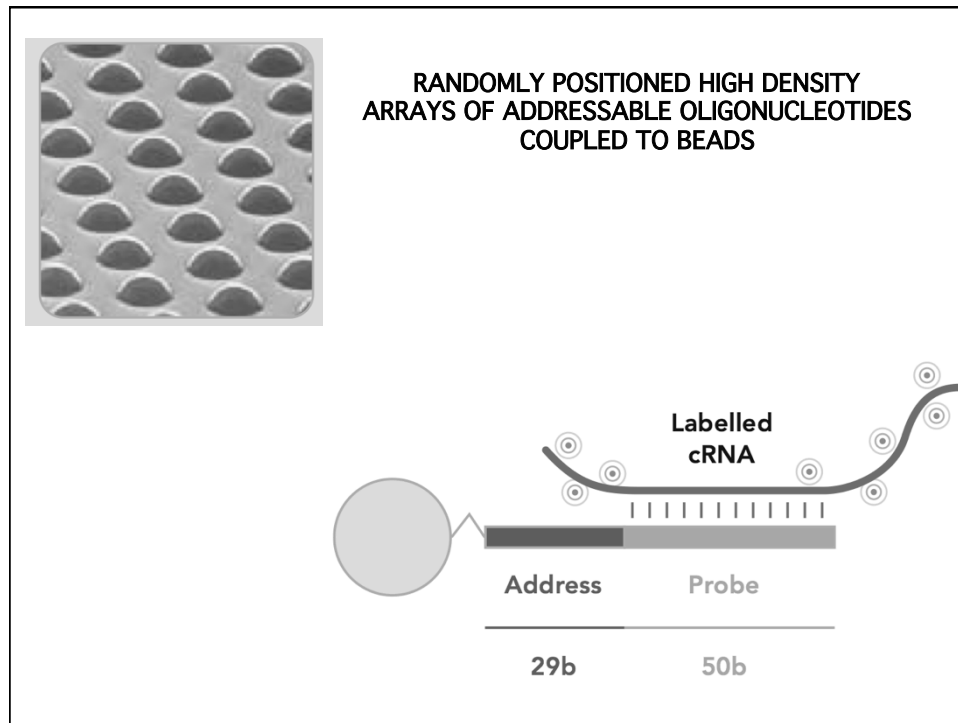 RANDOMLY POSITIONED HIGH DENSITY
ARRAYS OF ADDRESSABLE OLIGONUCLEOTIDES
COUPLED TO BEADS
Labelled
cRNA
Address Probe
29b 50b